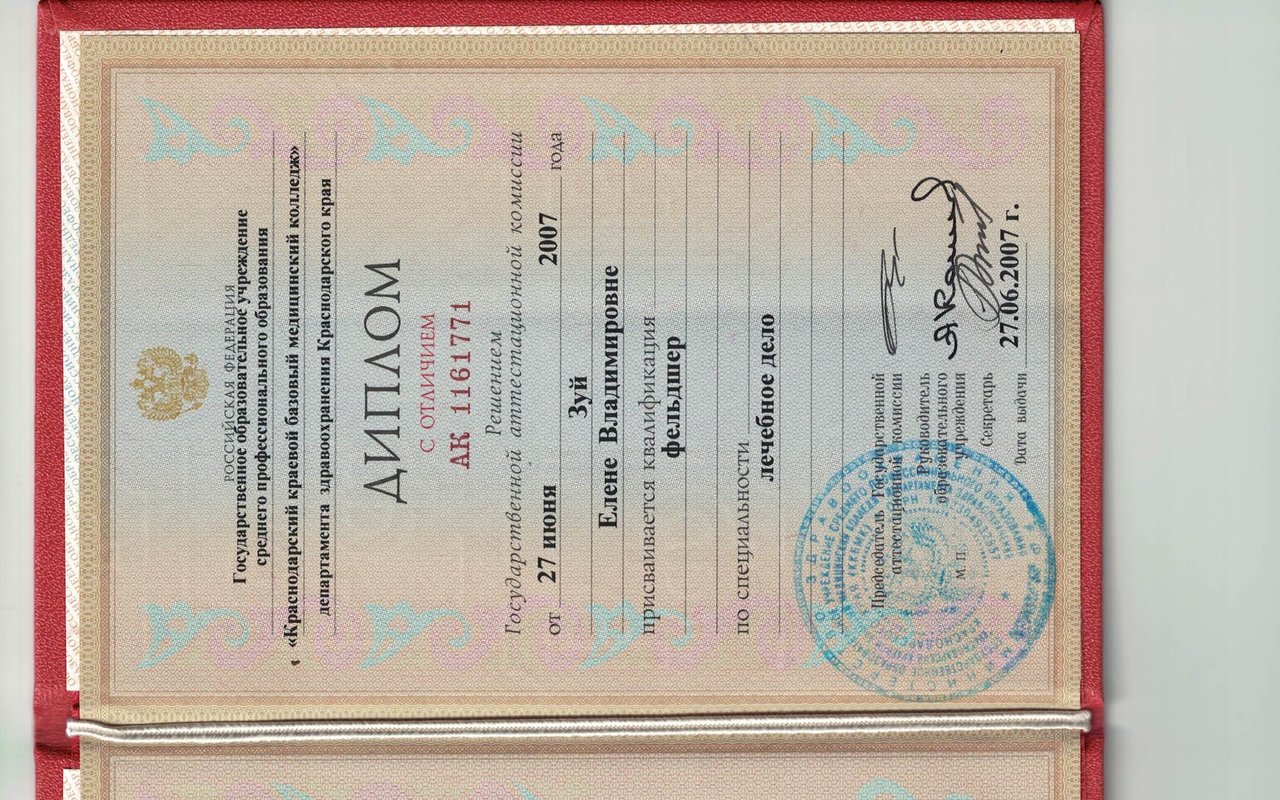 РОССИЙСКАЯ ФЕДЕРАЦИЯ
Государственное образовательное учреждение
среднего профессионального образования
«Краснодарский краевой базовый медицинский колледж»
департамента здравоохранения Краснодарского края
ДИПЛОМ
С ОТЛИЧИЕМ
АК 1161771
Решением
Государственной аттестационной комиссии
от 27 июня 2007 года
Зуй
Елене Владимировне
присваивается квалификация
фельдшер
по специальности
лечебное дело
Председатель Государственной
аттестационной комиссии
Руководитель
образовательного
учреждения
Секретарь
Дата выдачи 27.06.2007 г.
М. П.